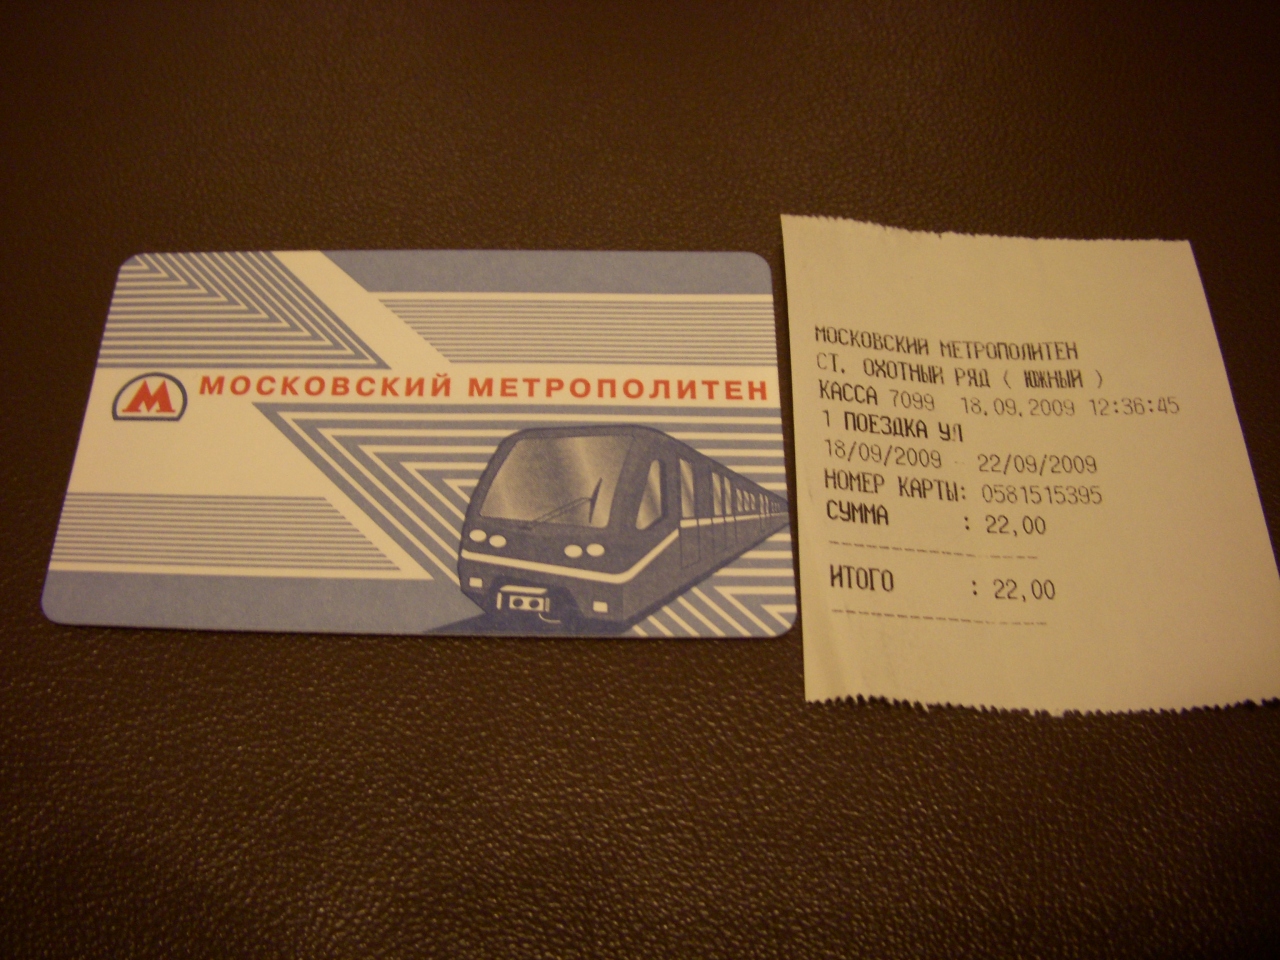 М МОСКОВСКИЙ МЕТРОПОЛИТЕН
МОСКОВСКИЙ МЕТРОПОЛИТЕН
СТ. ОХОТНЫЙ РЯД ( ЮЖНЫЙ )
КАССА 7099 18.09.2009 12:36:45
1 ПОЕЗДКА УЛ
18/09/2009 - 22/09/2009
НОМЕР КАРТЫ: 0581515395
СУММА : 22,00
ИТОГО : 22,00